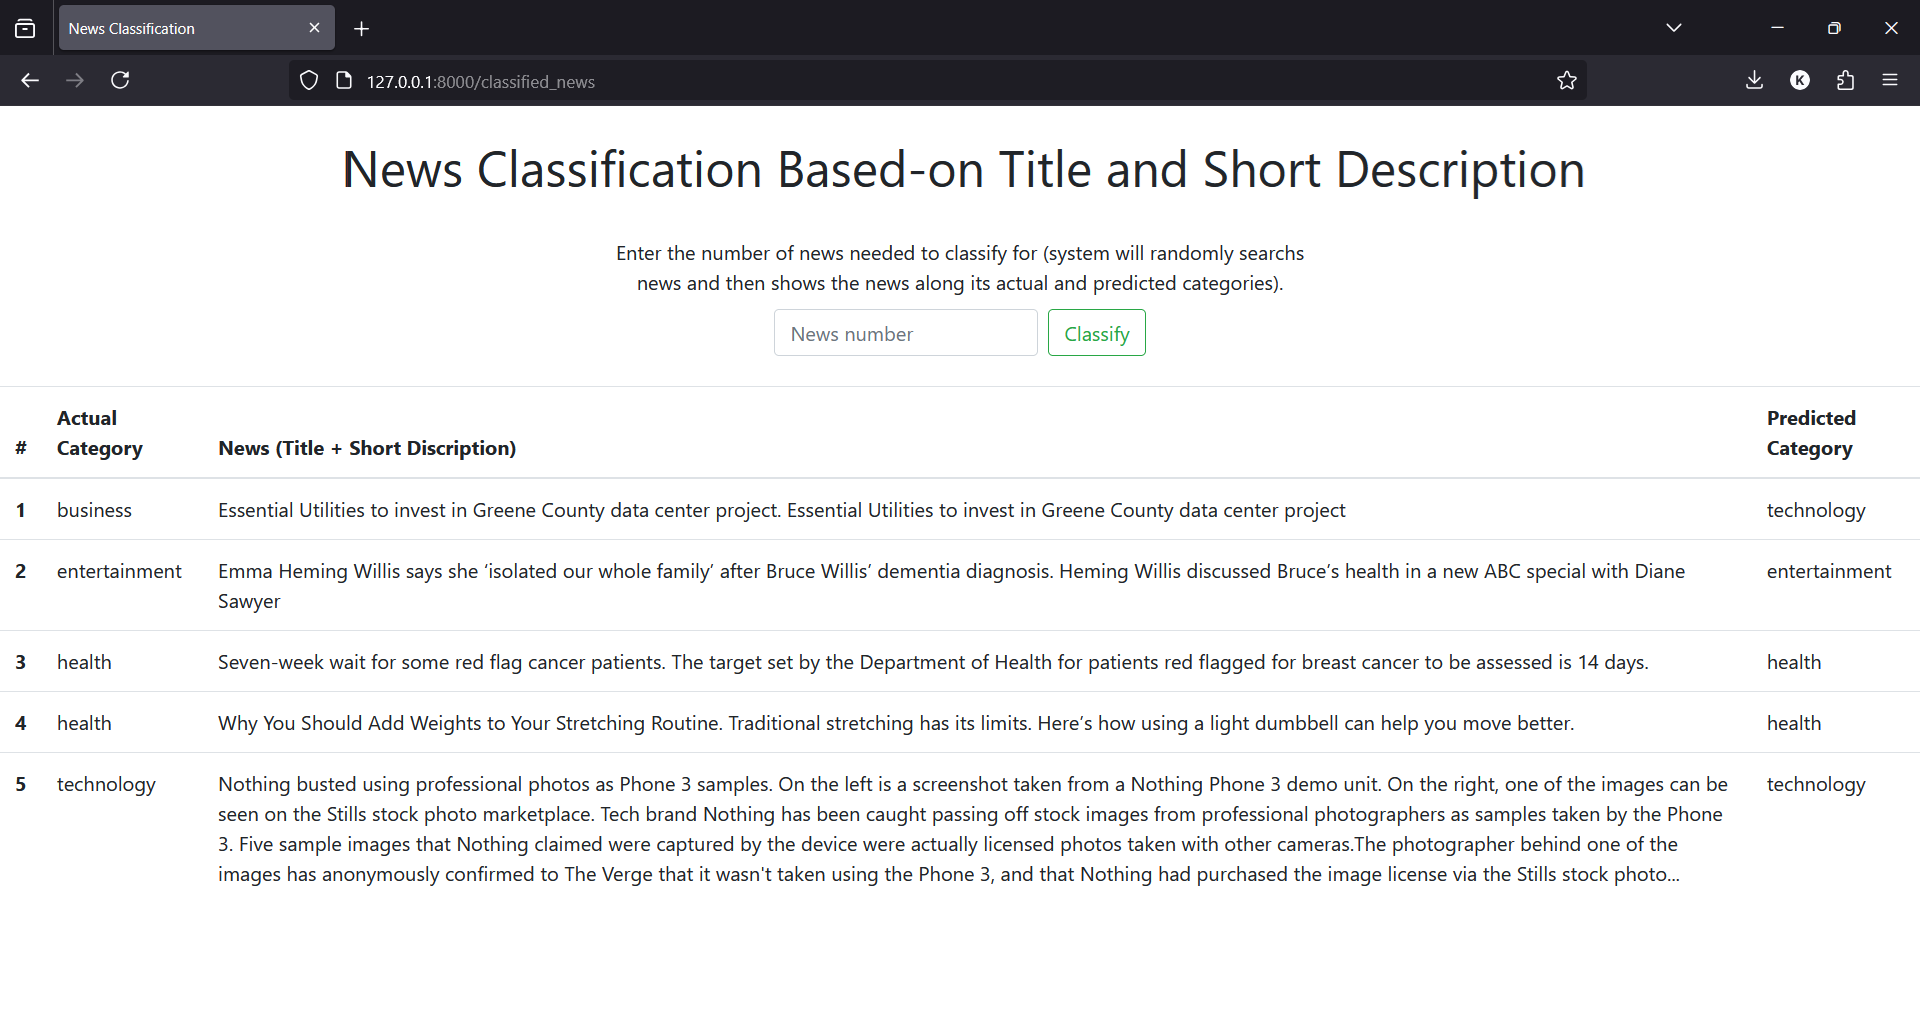 News Classification
127.0.0.1:8000/classified_news
K
News Classification Based-on Title and Short Description
Enter the number of news needed to classify for (system will randomly searchs
news and then shows the news along its actual and predicted categories).
News number
Classify
# Actual Category News (Title + Short Discription) Predicted Category
1 business Essential Utilities to invest in Greene County data center project. Essential Utilities to invest in Greene County data center project technology
2 entertainment Emma Heming Willis says she ‘isolated our whole family’ after Bruce Willis’ dementia diagnosis. Heming Willis discussed Bruce’s health in a new ABC special with Diane entertainment
Sawyer
3 health Seven-week wait for some red flag cancer patients. The target set by the Department of Health for patients red flagged for breast cancer to be assessed is 14 days. health
4 health Why You Should Add Weights to Your Stretching Routine. Traditional stretching has its limits. Here’s how using a light dumbbell can help you move better. health
5 technology Nothing busted using professional photos as Phone 3 samples. On the left is a screenshot taken from a Nothing Phone 3 demo unit. On the right, one of the images can be technology
seen on the Stills stock photo marketplace. Tech brand Nothing has been caught passing off stock images from professional photographers as samples taken by the Phone
3. Five sample images that Nothing claimed were captured by the device were actually licensed photos taken with other cameras.The photographer behind one of the
images has anonymously confirmed to The Verge that it wasn't taken using the Phone 3, and that Nothing had purchased the image license via the Stills stock photo...